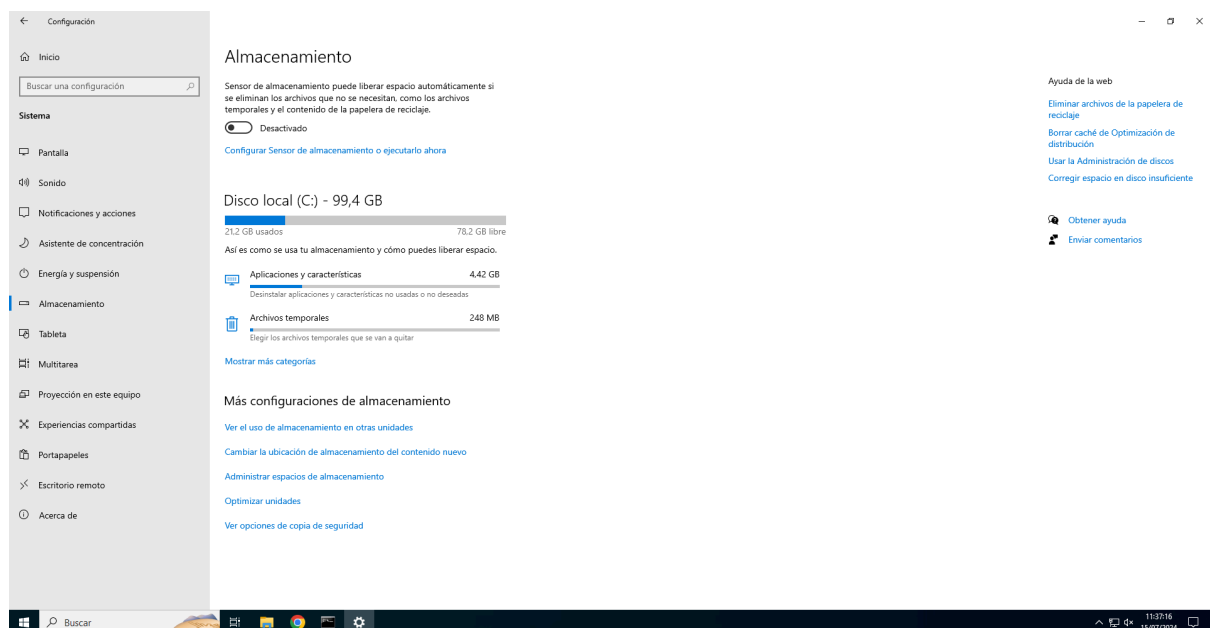 Configuración
Inicio
Buscar una configuración
Sistema
Pantalla
Sonido
Notificaciones y acciones
Asistente de concentración
Energía y suspensión
Almacenamiento
Tableta
Multitarea
Proyección en este equipo
Experiencias compartidas
Portapapeles
Escritorio remoto
Acerca de
Almacenamiento
Sensor de almacenamiento puede liberar espacio automáticamente si
se eliminan los archivos que no se necesitan, como los archivos
temporales y el contenido de la papelera de reciclaje.
Desactivado
Configurar Sensor de almacenamiento o ejecutarlo ahora
Disco local (C:) - 99,4 GB
21,2 GB usados 78,2 GB libre
Así es como se usa tu almacenamiento y cómo puedes liberar espacio.
Aplicaciones y características 4,42 GB
Desinstalar aplicaciones y características no usadas o no deseadas
Archivos temporales 248 MB
Elegir los archivos temporales que se van a quitar
Mostrar más categorías
Más configuraciones de almacenamiento
Ver el uso de almacenamiento en otras unidades
Cambiar la ubicación de almacenamiento del contenido nuevo
Administrar espacios de almacenamiento
Optimizar unidades
Ver opciones de copia de seguridad
Ayuda de la web
Eliminar archivos de la papelera de
reciclaje
Borrar caché de Optimización de
distribución
Usar la Administración de discos
Corregir espacio en disco insuficiente
Obtener ayuda
Enviar comentarios
Buscar
11:37:16
15/07/2024